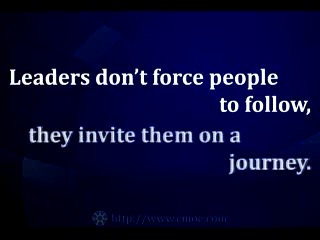 Leaders don't force people
to follow,
they invite them on a
journey.
http://www.cmoe.com